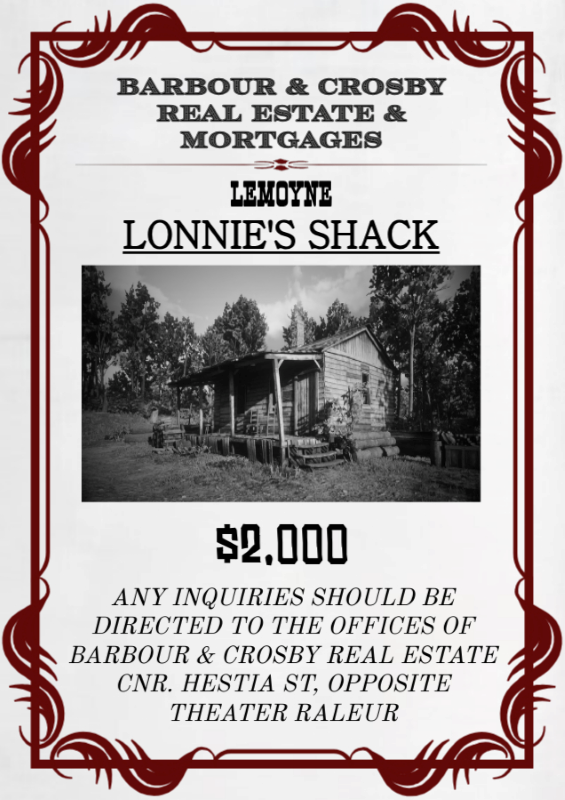 BARBOUR & CROSBY
REAL ESTATE &
MORTGAGES
LEMOYNE
LONNIE'S SHACK
$2,000
ANY INQUIRIES SHOULD BE
DIRECTED TO THE OFFICES OF
BARBOUR & CROSBY REAL ESTATE
CNR. HESTIA ST, OPPOSITE
THEATER RALEUR